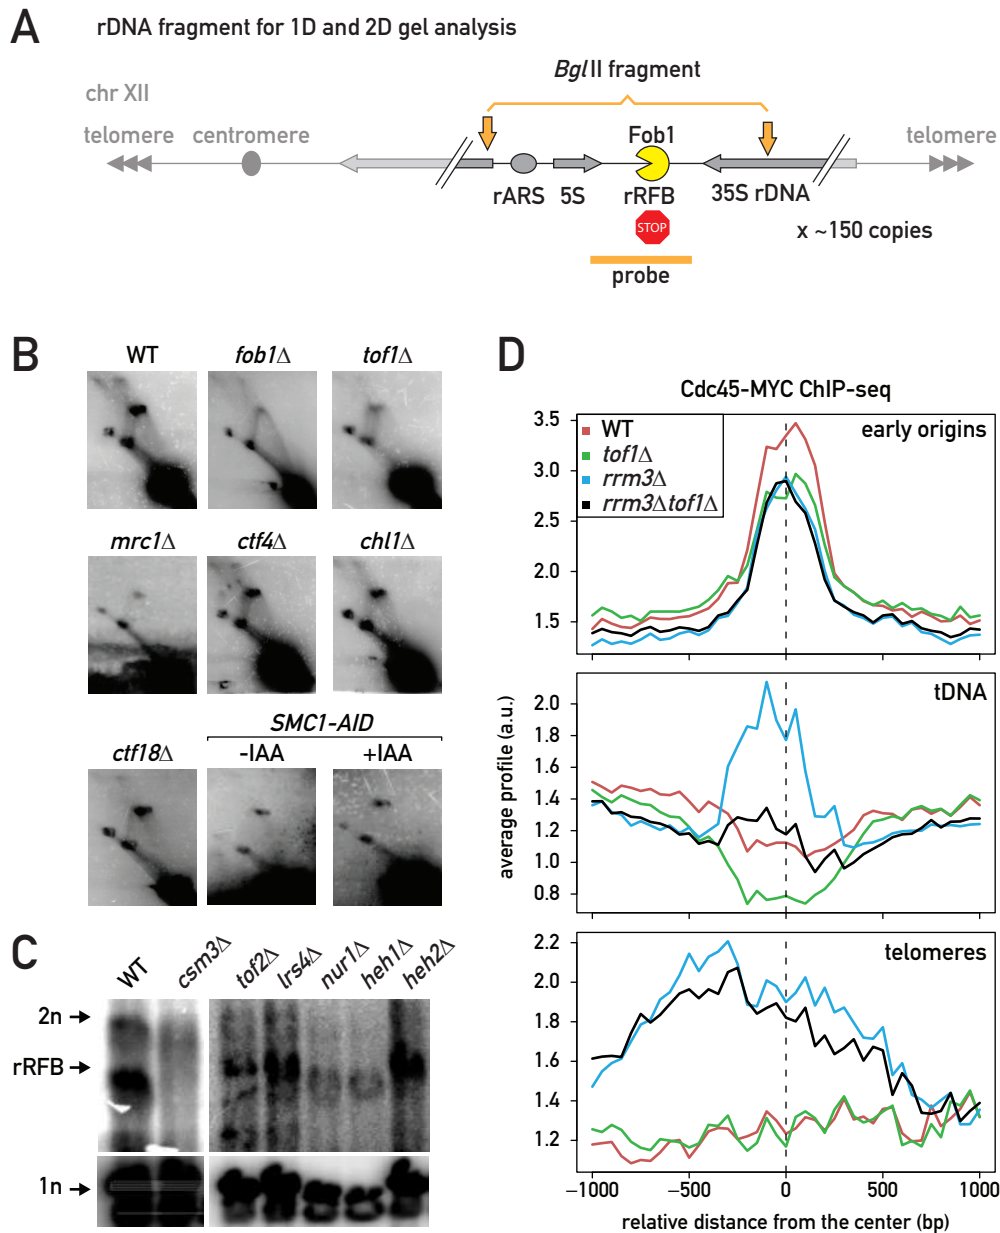 A
rDNA fragment for 1D and 2D gel analysis
BglII fragment
chr XII
telomere
centromere
Fob1
telomere
rARS
5S
rRFB
35S rDNA
STOP
x ~150 copies
probe
B
WT
fob1Δ
tof1Δ
mrc1Δ
ctf4Δ
chl1Δ
SMC1-AID
ctf18Δ
-IAA
+IAA
C
WT
csm3Δ
tof2Δ
lrs4Δ
nur1Δ
heh1Δ
heh2Δ
2n
rRFB
1n
D
Cdc45-MYC ChIP-seq
early origins
WT
tof1Δ
rrm3Δ
rrm3Δtof1Δ
3.5
3.0
2.5
2.0
1.5
tDNA
2.0
1.8
1.6
1.4
1.2
1.0
0.8
average profile (a.u.)
telomeres
2.2
2.0
1.8
1.6
1.4
1.2
−1000
−500
0
500
1000
relative distance from the center (bp)